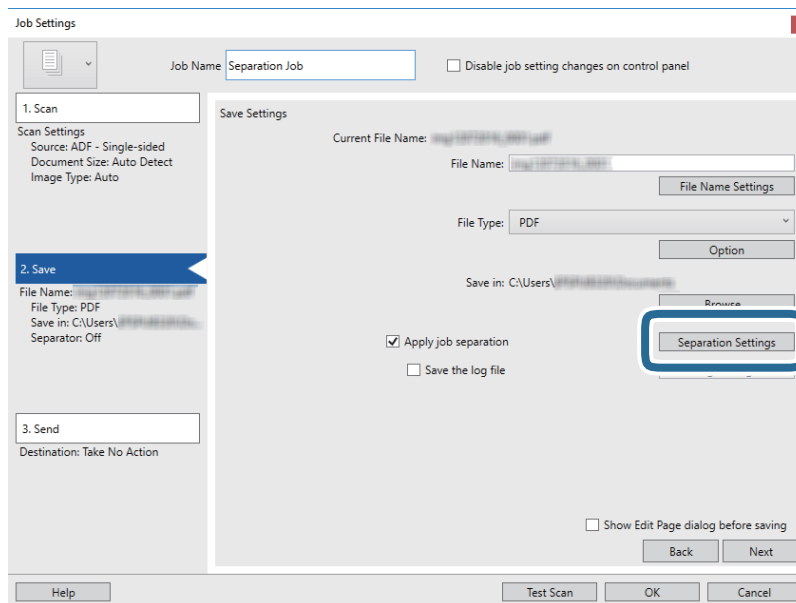 Job Settings
Job Name Separation Job Disable job setting changes on control panel
1. Scan
Scan Settings
Source: ADF - Single-sided
Document Size: Auto Detect
Image Type: Auto
2. Save
File Name:
File Type: PDF
Save in: C:\Users\
Separator: Off
3. Send
Destination: Take No Action
Save Settings
Current File Name:
File Name:
File Name Settings
File Type: PDF
Option
Save in: C:\Users\
Browse
Apply job separation Separation Settings
Save the log file
Show Edit Page dialog before saving
Back Next
Help Test Scan OK Cancel